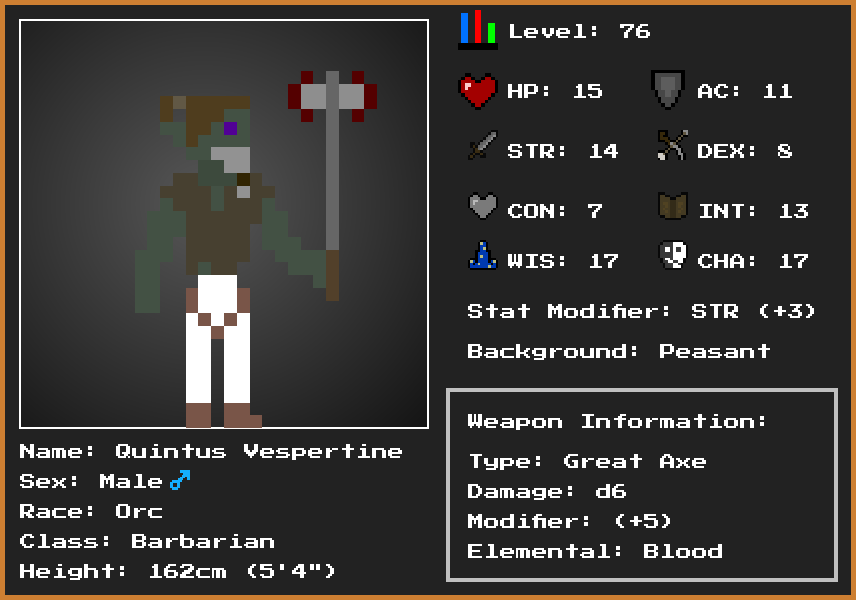 Level: 76
HP: 15
AC: 11
STR: 14
DEX: 8
CON: 7
INT: 13
WIS: 17
CHA: 17
Stat Modifier: STR (+3)
Background: Peasant
Weapon Information:
Type: Great Axe
Damage: d6
Modifier: (+5)
Elemental: Blood
Name: Quintus Vespertine
Sex: Male ♂
Race: Orc
Class: Barbarian
Height: 162cm (5'4")